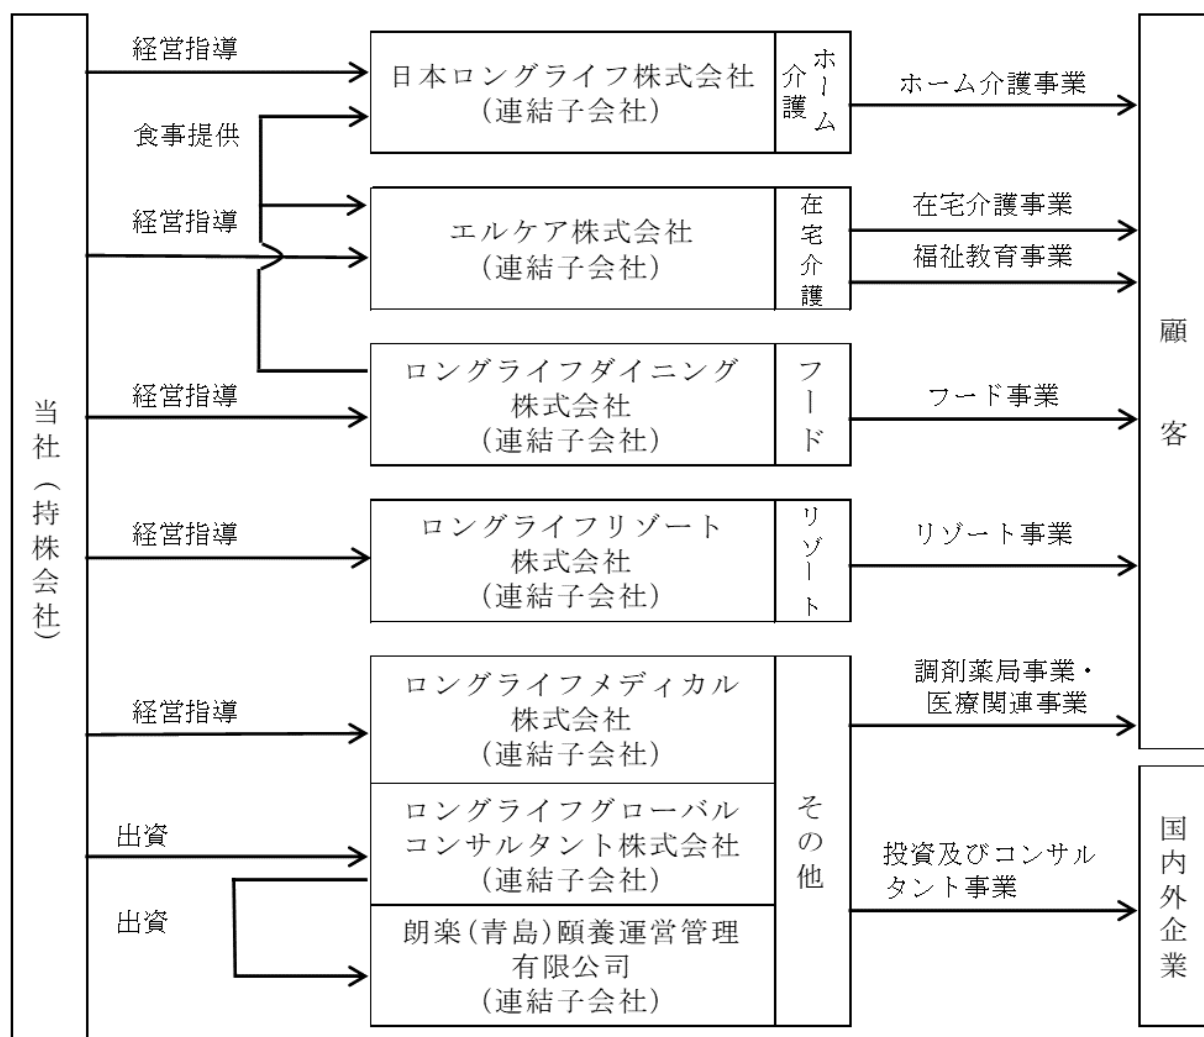 当社（持株会社）
経営指導
日本ロングライフ株式会社
(連結子会社)
ホーム
介護
ホーム介護事業
食事提供
経営指導
エルケア株式会社
(連結子会社)
在宅介護
在宅介護事業
福祉教育事業
経営指導
ロングライフダイニング
株式会社
(連結子会社)
フード
フード事業
経営指導
ロングライフリゾート
株式会社
(連結子会社)
リゾート
リゾート事業
経営指導
ロングライフメディカル
株式会社
(連結子会社)
調剤薬局事業・
医療関連事業
出資
ロングライフグローバル
コンサルタント株式会社
(連結子会社)
その他
投資及びコンサル
タント事業
出資
朗楽(青島)頤養運営管理
有限公司
(連結子会社)
顧客
国内外企業